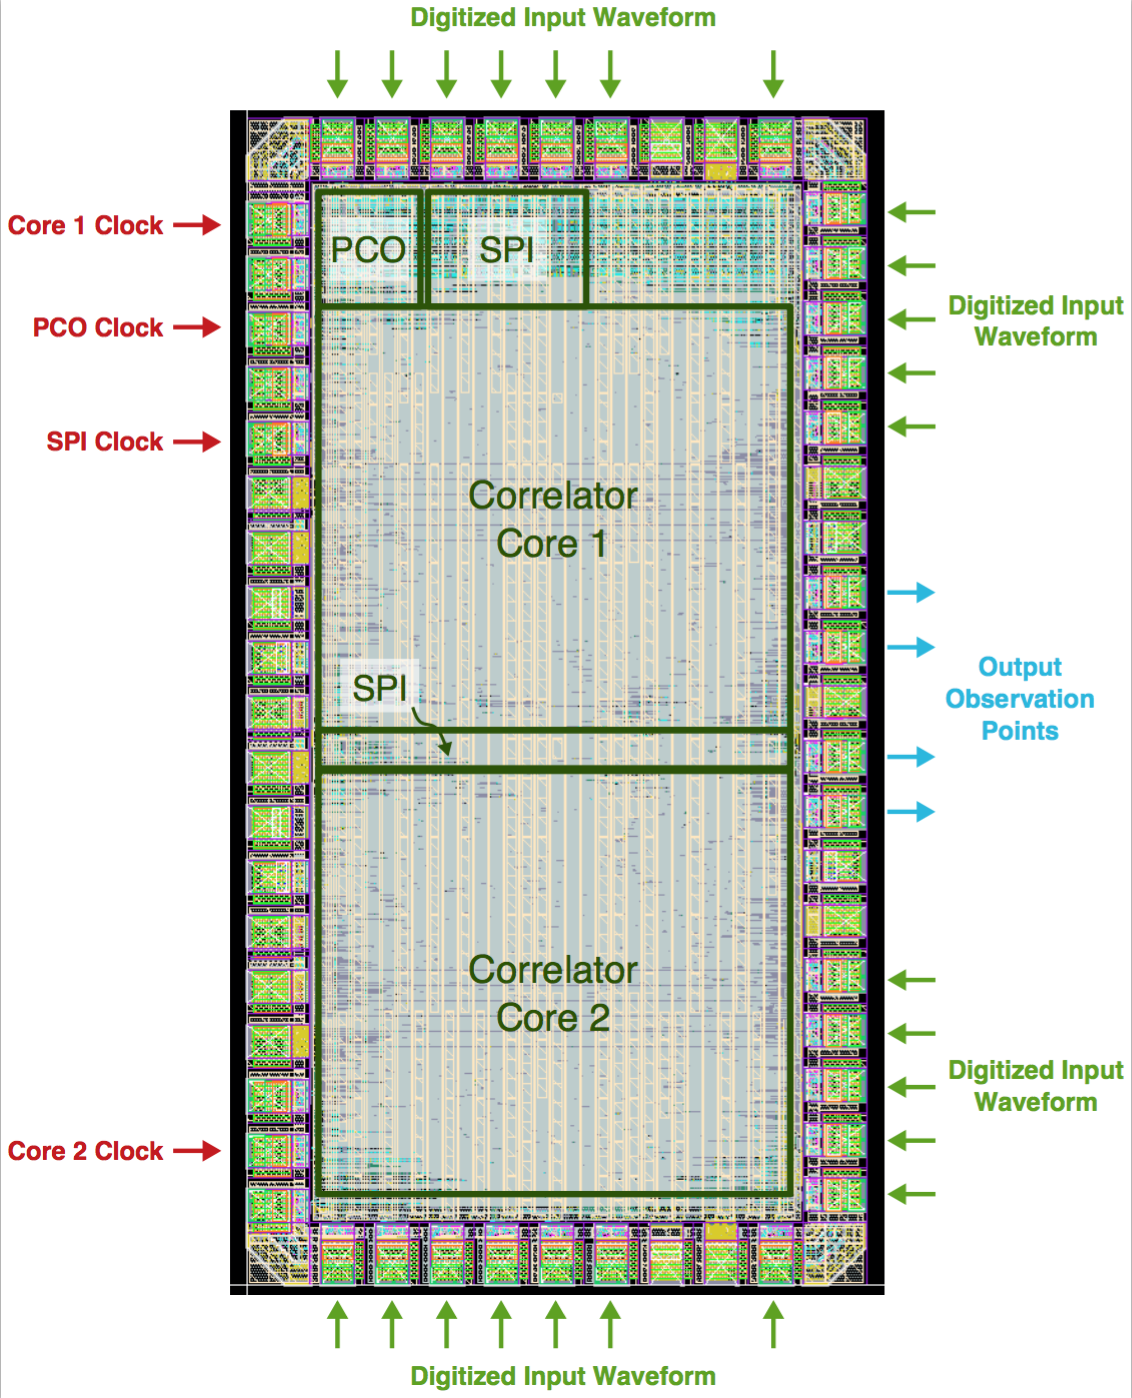 Digitized Input Waveform
Core 1 Clock
PCO
SPI
PCO Clock
Digitized Input
Waveform
SPI Clock
Correlator
Core 1
SPI
Output
Observation
Points
Correlator
Core 2
Digitized Input
Waveform
Core 2 Clock
Digitized Input Waveform